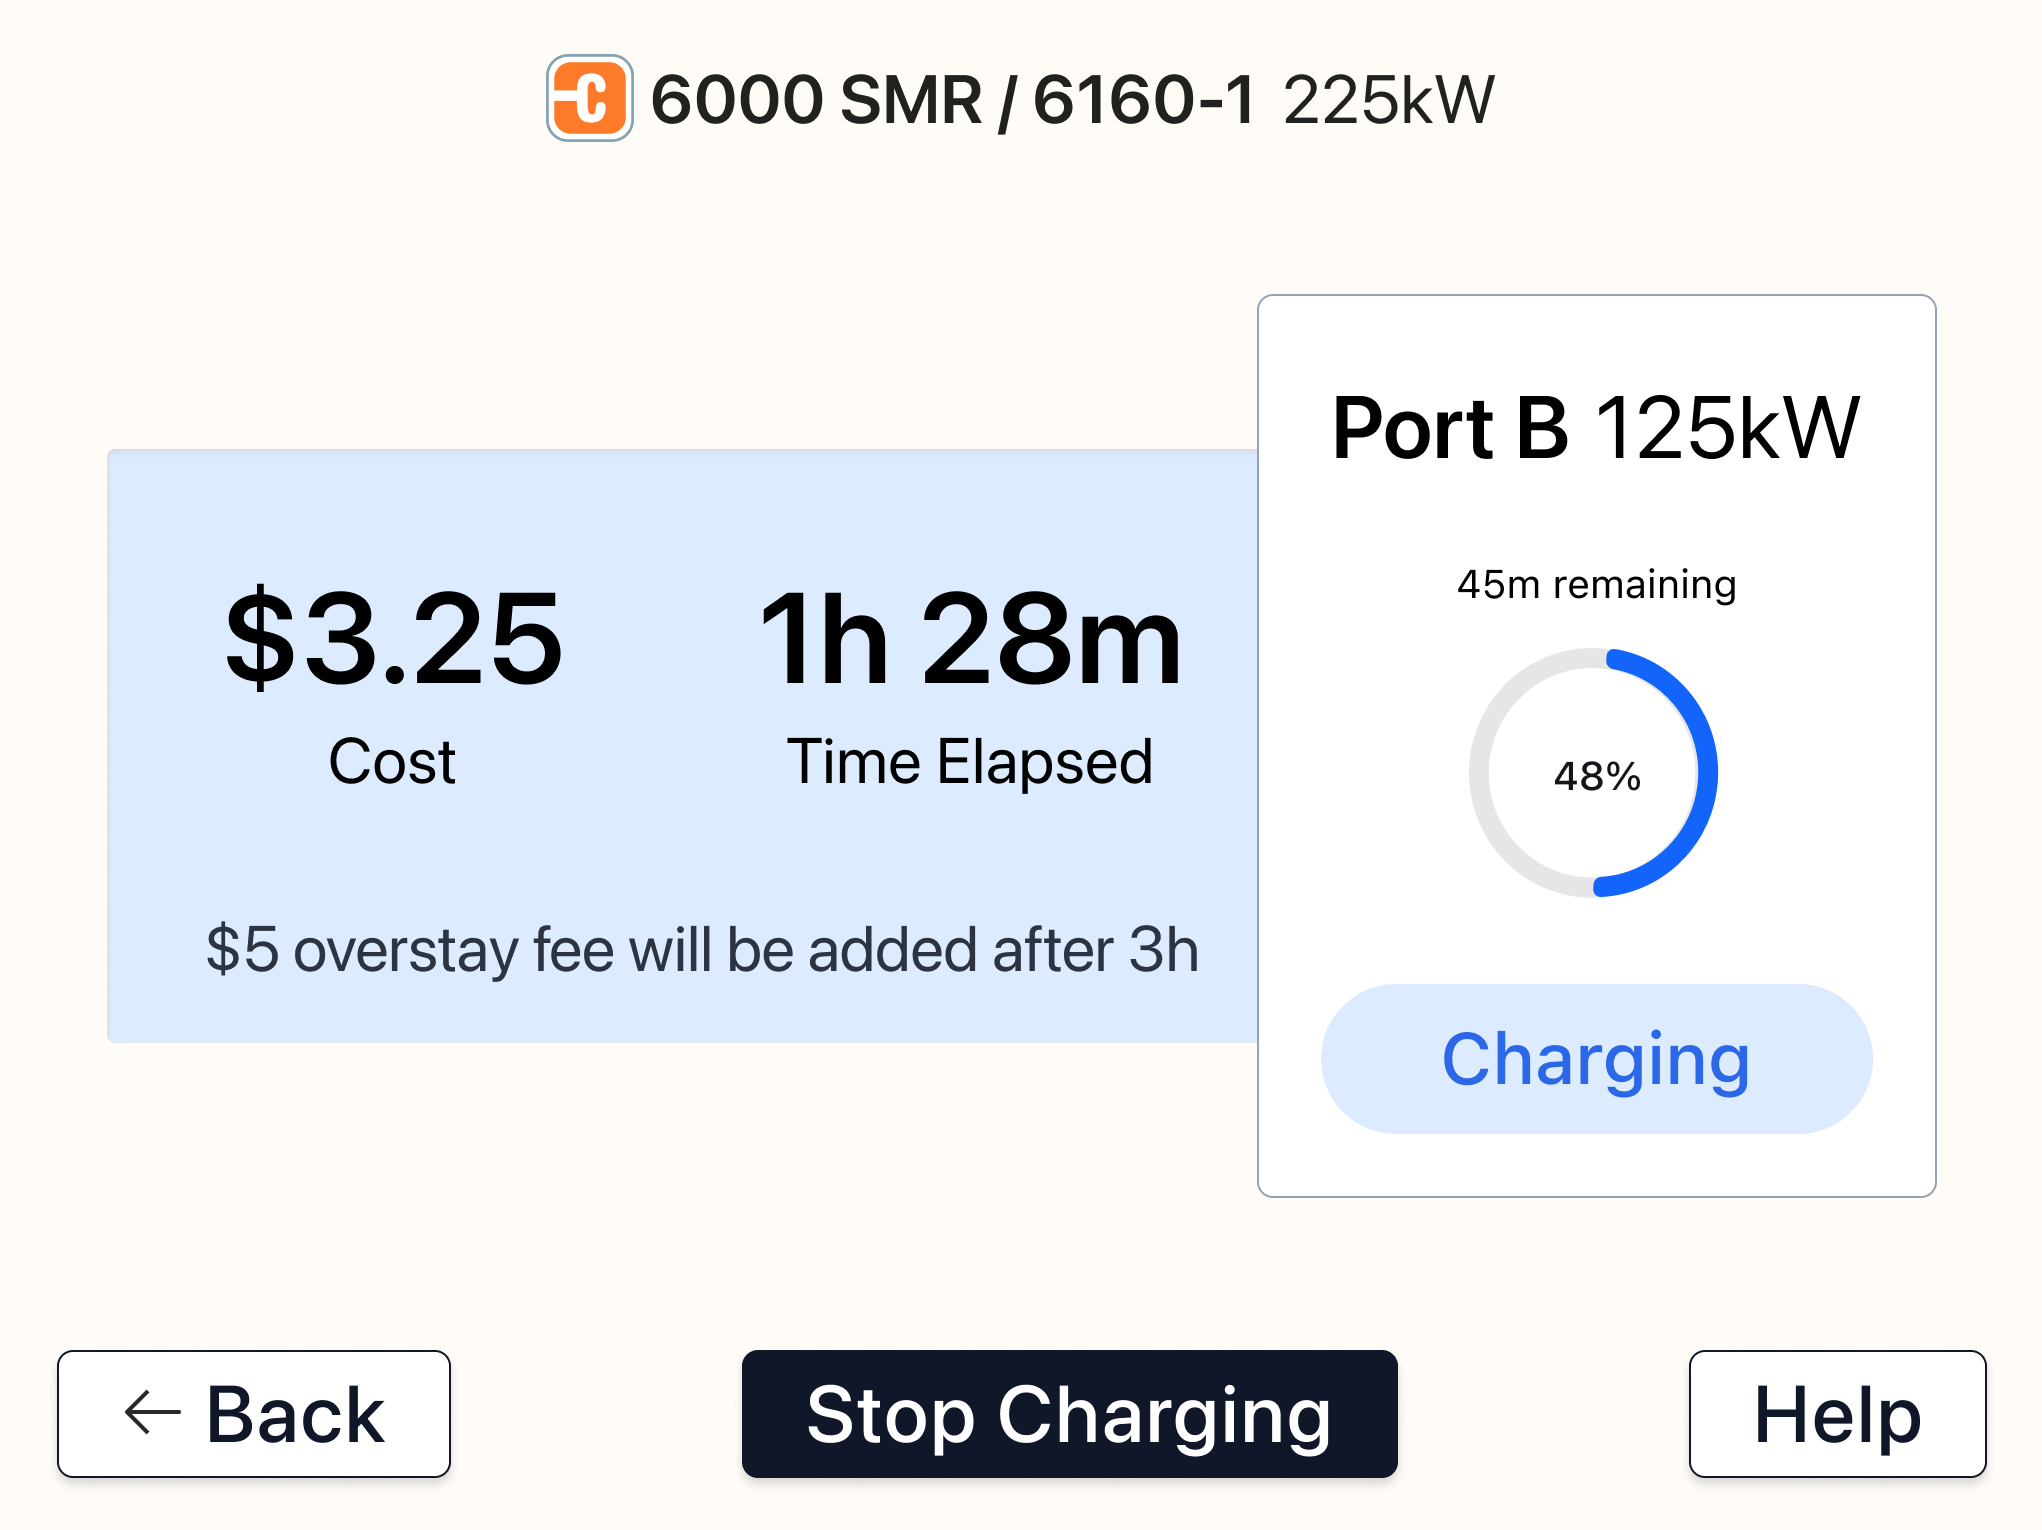 6000 SMR / 6160-1 225kW
$3.25
Cost
1h 28m
Time Elapsed
$5 overstay fee will be added after 3h
Port B 125kW
45m remaining
48%
Charging
← Back
Stop Charging
Help